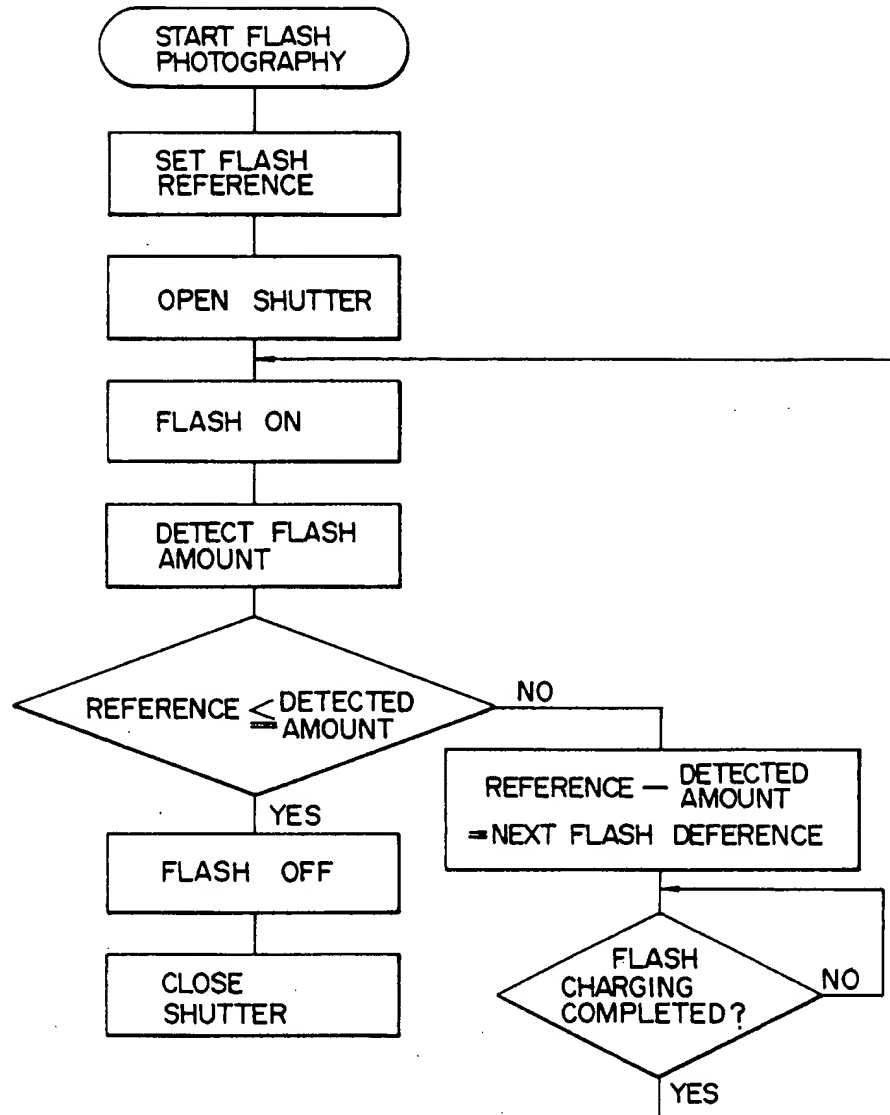 START FLASH
PHOTOGRAPHY
SET FLASH
REFERENCE
OPEN SHUTTER
FLASH ON
DETECT FLASH
AMOUNT
REFERENCE ≦ DETECTED
AMOUNT
NO
YES
REFERENCE — DETECTED
AMOUNT
=NEXT FLASH DEFERENCE
FLASH OFF
CLOSE
SHUTTER
FLASH
CHARGING
COMPLETED?
NO
YES